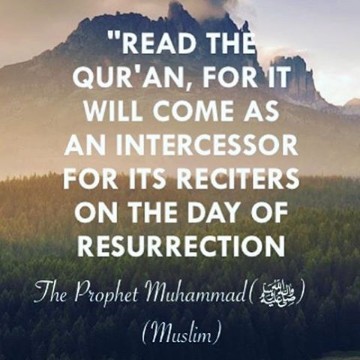 "READ THE
QUR'AN, FOR IT
WILL COME AS
AN INTERCESSOR
FOR ITS RECITERS
ON THE DAY OF
RESURRECTION
The Prophet Muhammad(ﷺ)
(Muslim)